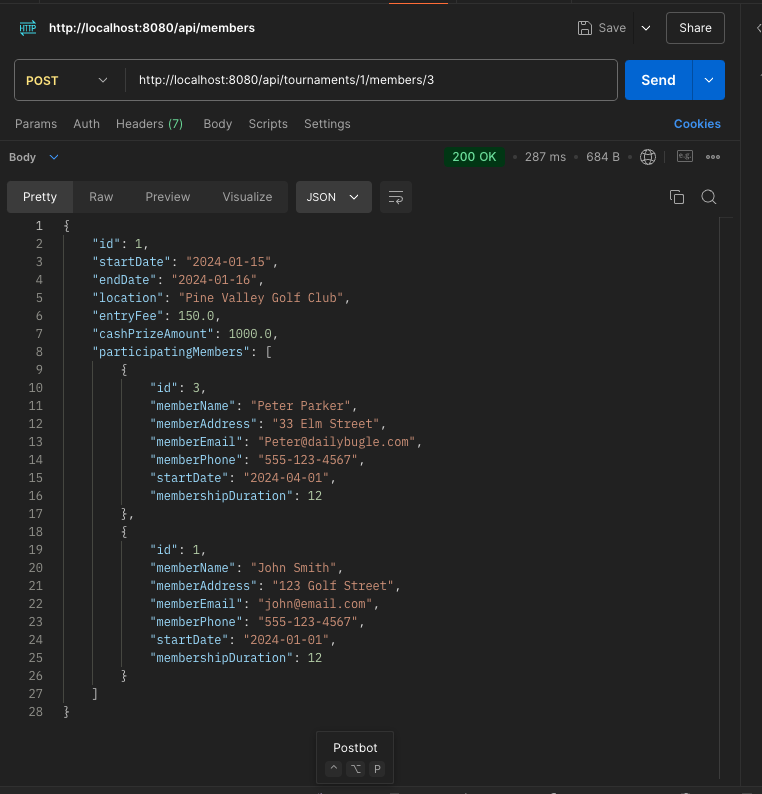 HTTP http://localhost:8080/api/members Save Share
POST http://localhost:8080/api/tournaments/1/members/3 Send
Params Auth Headers (7) Body Scripts Settings Cookies
Body 200 OK • 287 ms • 684 B e.g.
Pretty Raw Preview Visualize JSON
1 {
2 "id": 1,
3 "startDate": "2024-01-15",
4 "endDate": "2024-01-16",
5 "location": "Pine Valley Golf Club",
6 "entryFee": 150.0,
7 "cashPrizeAmount": 1000.0,
8 "participatingMembers": [
9 {
10 "id": 3,
11 "memberName": "Peter Parker",
12 "memberAddress": "33 Elm Street",
13 "memberEmail": "Peter@dailybugle.com",
14 "memberPhone": "555-123-4567",
15 "startDate": "2024-04-01",
16 "membershipDuration": 12
17 },
18 {
19 "id": 1,
20 "memberName": "John Smith",
21 "memberAddress": "123 Golf Street",
22 "memberEmail": "john@email.com",
23 "memberPhone": "555-123-4567",
24 "startDate": "2024-01-01",
25 "membershipDuration": 12
26 }
27 ]
28 }
Postbot
^ ⌥ P